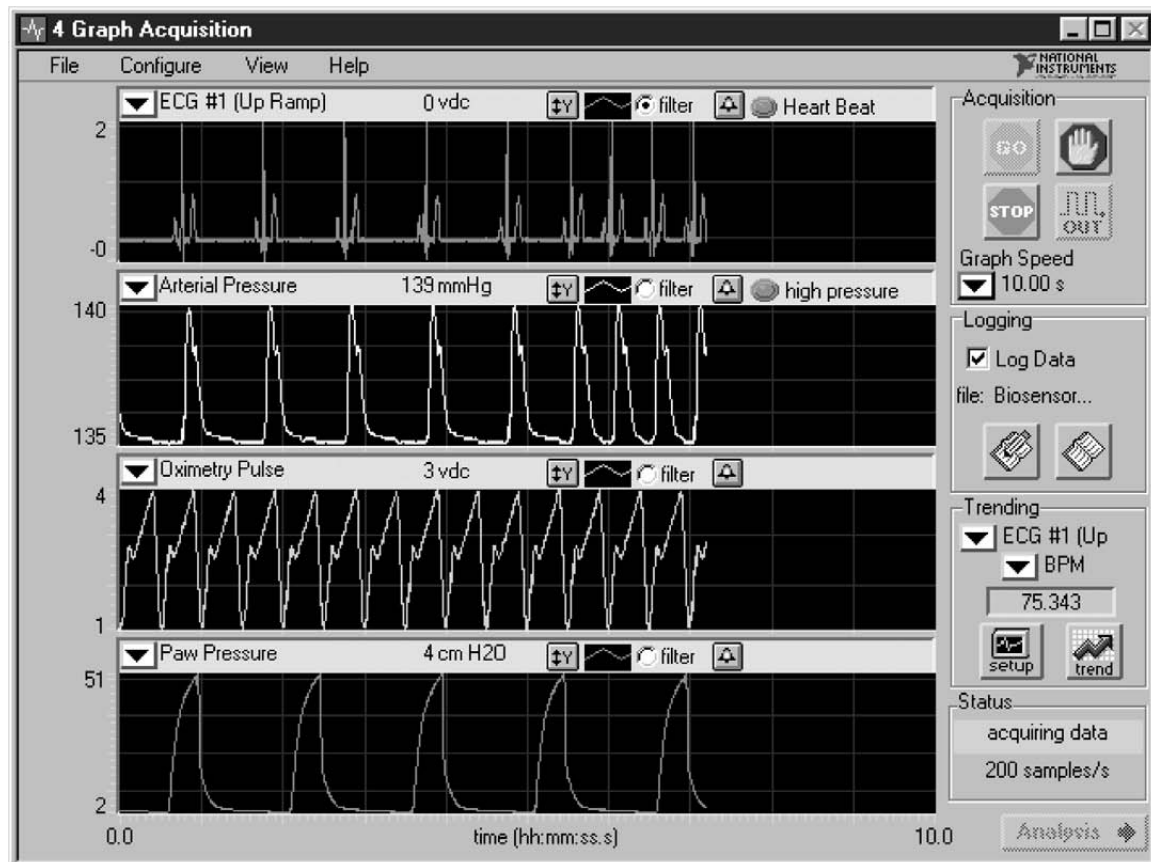 4 Graph Acquisition
File Configure View Help
NATIONAL INSTRUMENTS
ECG #1 (Up Ramp) 0 vdc ↕Y filter Heart Beat
2
-0
Arterial Pressure 139 mmHg ↕Y filter high pressure
140
135
Oximetry Pulse 3 vdc ↕Y filter
4
1
Paw Pressure 4 cm H2O ↕Y filter
51
2
0.0 time (hh:mm:ss.s) 10.0
Acquisition
GO
STOP OUT
Graph Speed
10.00 s
Logging
Log Data
file: Biosensor...
Trending
ECG #1 (Up
BPM
75.343
setup trend
Status
acquiring data
200 samples/s
Analysis